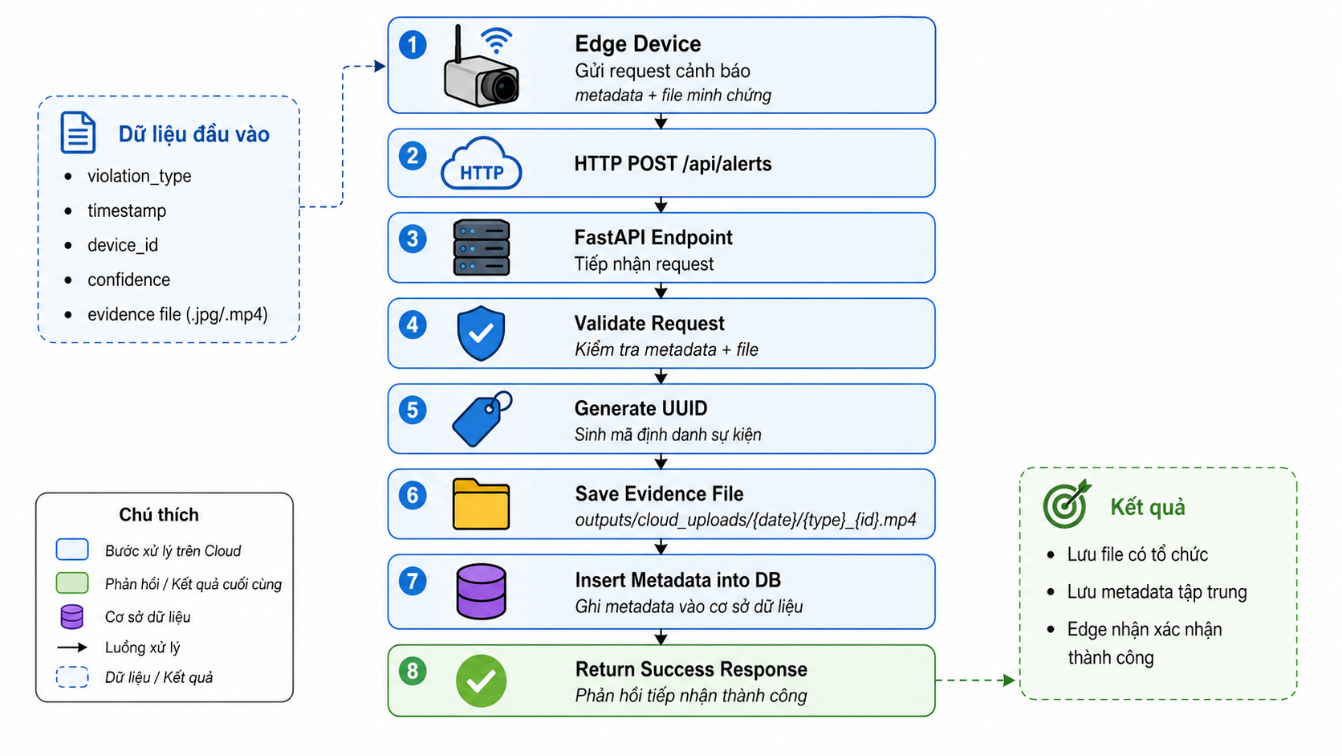 1
Edge Device
Gửi request cảnh báo
metadata + file minh chứng
Dữ liệu đầu vào
• violation_type
• timestamp
• device_id
• confidence
• evidence file (.jpg/.mp4)
2
HTTP
HTTP POST /api/alerts
3
FastAPI Endpoint
Tiếp nhận request
4
Validate Request
Kiểm tra metadata + file
5
Generate UUID
Sinh mã định danh sự kiện
6
Save Evidence File
outputs/cloud_uploads/{date}/{type}_{id}.mp4
7
Insert Metadata into DB
Ghi metadata vào cơ sở dữ liệu
8
Return Success Response
Phản hồi tiếp nhận thành công
Chú thích
Bước xử lý trên Cloud
Phản hồi / Kết quả cuối cùng
Cơ sở dữ liệu
Luồng xử lý
Dữ liệu / Kết quả
Kết quả
• Lưu file có tổ chức
• Lưu metadata tập trung
• Edge nhận xác nhận
thành công